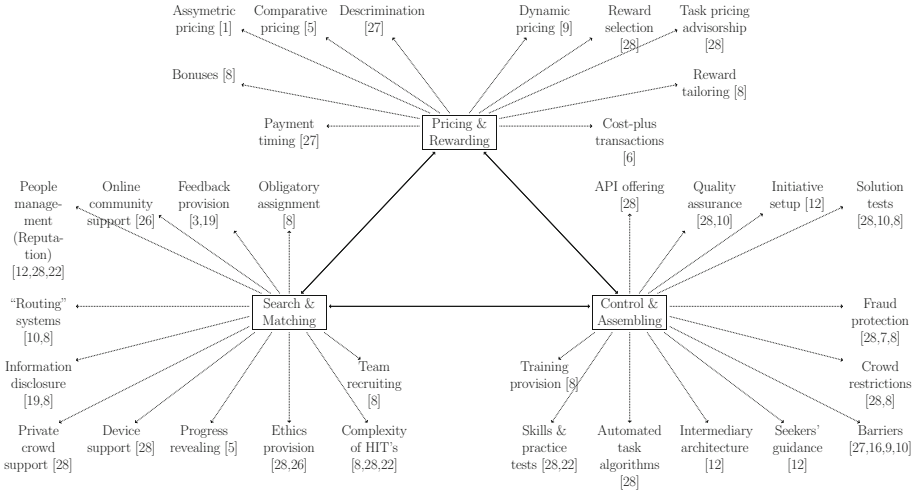 Assymetric
pricing [1]
Comparative
pricing [5]
Descrimination
[27]
Dynamic
pricing [9]
Reward
selection
[28]
Task pricing
advisorship
[28]
Bonuses [8]
Reward
tailoring [8]
Payment
timing [27]
Pricing &
Rewarding
Cost-plus
transactions
[6]
People
manage-
ment
(Reputa-
tion)
[12,28,22]
Online
community
support [26]
Feedback
provision
[3,19]
Obligatory
assignment
[8]
API offering
[28]
Quality
assurance
[28,10]
Initiative
setup [12]
Solution
tests
[28,10,8]
“Routing”
systems
[10,8]
Search &
Matching
Control &
Assembling
Fraud
protection
[28,7,8]
Information
disclosure
[19,8]
Team
recruiting
[8]
Training
provision [8]
Crowd
restrictions
[28,8]
Private
crowd
support [28]
Device
support [28]
Progress
revealing [5]
Ethics
provision
[28,26]
Complexity
of HIT's
[8,28,22]
Skills &
practice
tests [28,22]
Automated
task
algorithms
[28]
Intermediary
architecture
[12]
Seekers'
guidance
[12]
Barriers
[27,16,9,10]